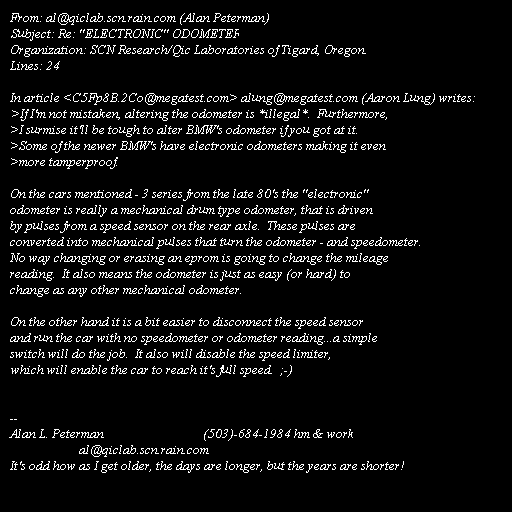 From: al@qiclab.scn.rain.com (Alan Peterman)
Subject: Re: "ELECTRONIC" ODOMETER
Organization: SCN Research/Qic Laboratories of Tigard, Oregon.
Lines: 24

In article <C5Fp8B.2Co@megatest.com> alung@megatest.com (Aaron Lung) writes:
>If I'm not mistaken, altering the odometer is *illegal*.  Furthermore,
>I surmise it'll be tough to alter BMW's odometer if you got at it.
>Some of the newer BMW's have electronic odometers making it even
>more tamperproof.

On the cars mentioned - 3 series from the late 80's the "electronic"
odometer is really a mechanical drum type odometer, that is driven
by pulses from a speed sensor on the rear axle.  These pulses are
converted into mechanical pulses that turn the odometer - and speedometer.
No way changing or erasing an eprom is going to change the mileage
reading.  It also means the odometer is just as easy (or hard) to
change as any other mechanical odometer.

On the other hand it is a bit easier to disconnect the speed sensor
and run the car with no speedometer or odometer reading...a simple
switch will do the job.  It also will disable the speed limiter,
which will enable the car to reach it's full speed.  ;-)

--
Alan L. Peterman                              (503)-684-1984 hm & work
al@qiclab.scn.rain.com
It's odd how as I get older, the days are longer, but the years are shorter!